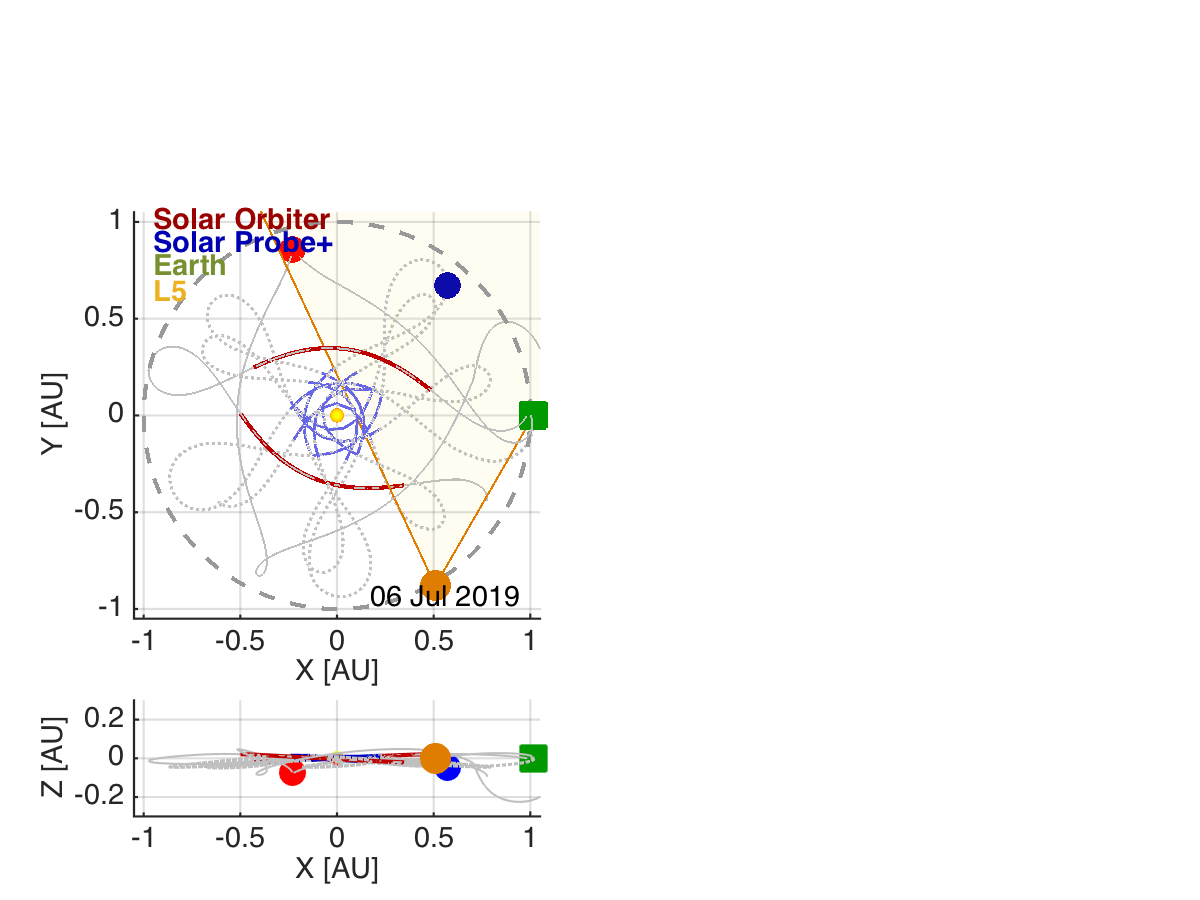 Solar Orbiter
Solar Probe+
Earth
L5
1
0.5
0
-0.5
-1
Y [AU]
06 Jul 2019
-1 -0.5 0 0.5 1
X [AU]
0.2
0
-0.2
Z [AU]
-1 -0.5 0 0.5 1
X [AU]